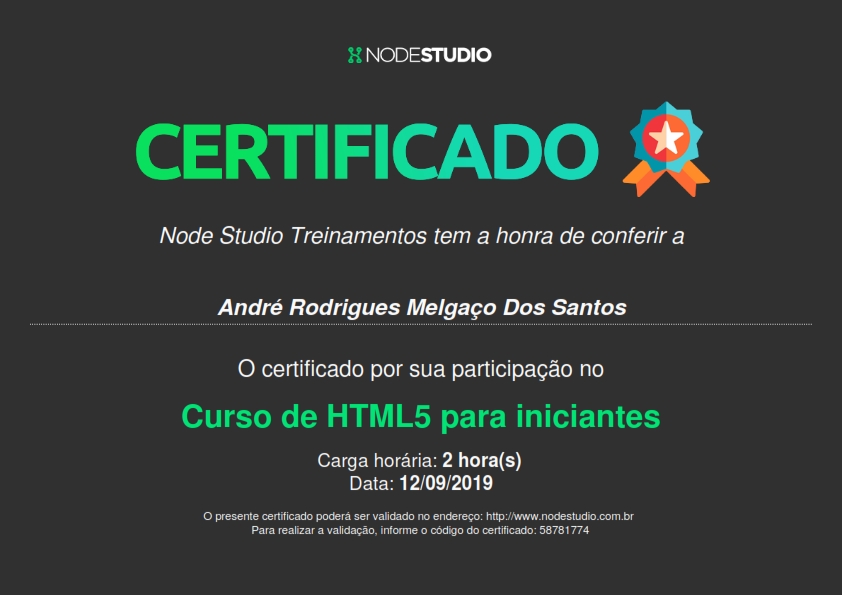 NODESTUDIO
CERTIFICADO
Node Studio Treinamentos tem a honra de conferir a
André Rodrigues Melgaço Dos Santos
O certificado por sua participação no
Curso de HTML5 para iniciantes
Carga horária: 2 hora(s)
Data: 12/09/2019
O presente certificado poderá ser validado no endereço: http://www.nodestudio.com.br
Para realizar a validação, informe o código do certificado: 58781774